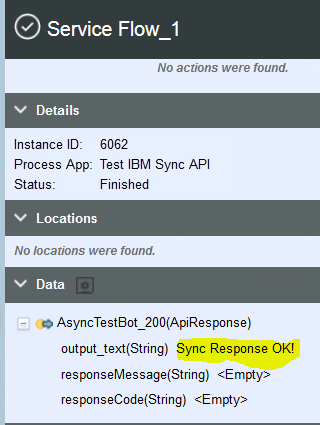 Service Flow_1
No actions were found.
Details
Instance ID: 6062
Process App: Test IBM Sync API
Status: Finished
Locations
No locations were found.
Data
AsyncTestBot_200(ApiResponse)
output_text(String) Sync Response OK!
responseMessage(String) <Empty>
responseCode(String) <Empty>